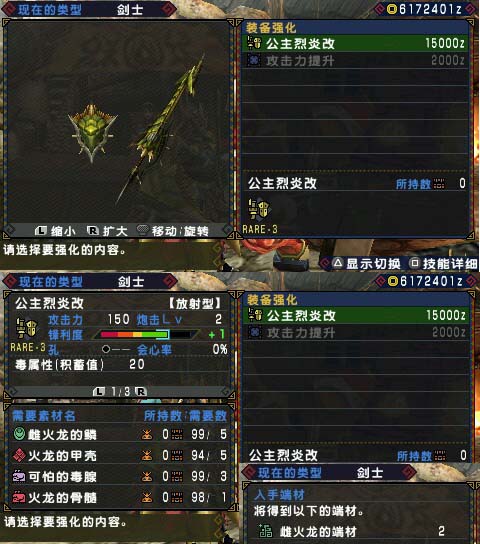 现在的类型 剑士
6172401z
装备强化
公主烈炎改 15000z
攻击力提升 2000z
公主烈炎改 所持数 0
RARE-3
L 缩小 R 扩大 移动:旋转
请选择要强化的内容。
△显示切换 □技能详细
现在的类型 剑士
6172401z
公主烈炎改 【放射型】
攻击力 150 炮击Lv 2
RARE-3
锋利度 +1
孔 ○-- 会心率 0%
毒属性(积蓄值) 20
L 1/3 R
需要素材名 所持数:需要数
雌火龙的鳞 0 99/ 5
火龙的甲壳 0 94/ 5
可怕的毒腺 0 99/ 3
火龙的骨髓 0 98/ 1
请选择要强化的内容。
装备强化
公主烈炎改 15000z
攻击力提升 2000z
公主烈炎改 所持数 0
现在的类型 剑士
入手端材
将得到以下的端材。
雌火龙的端材 2